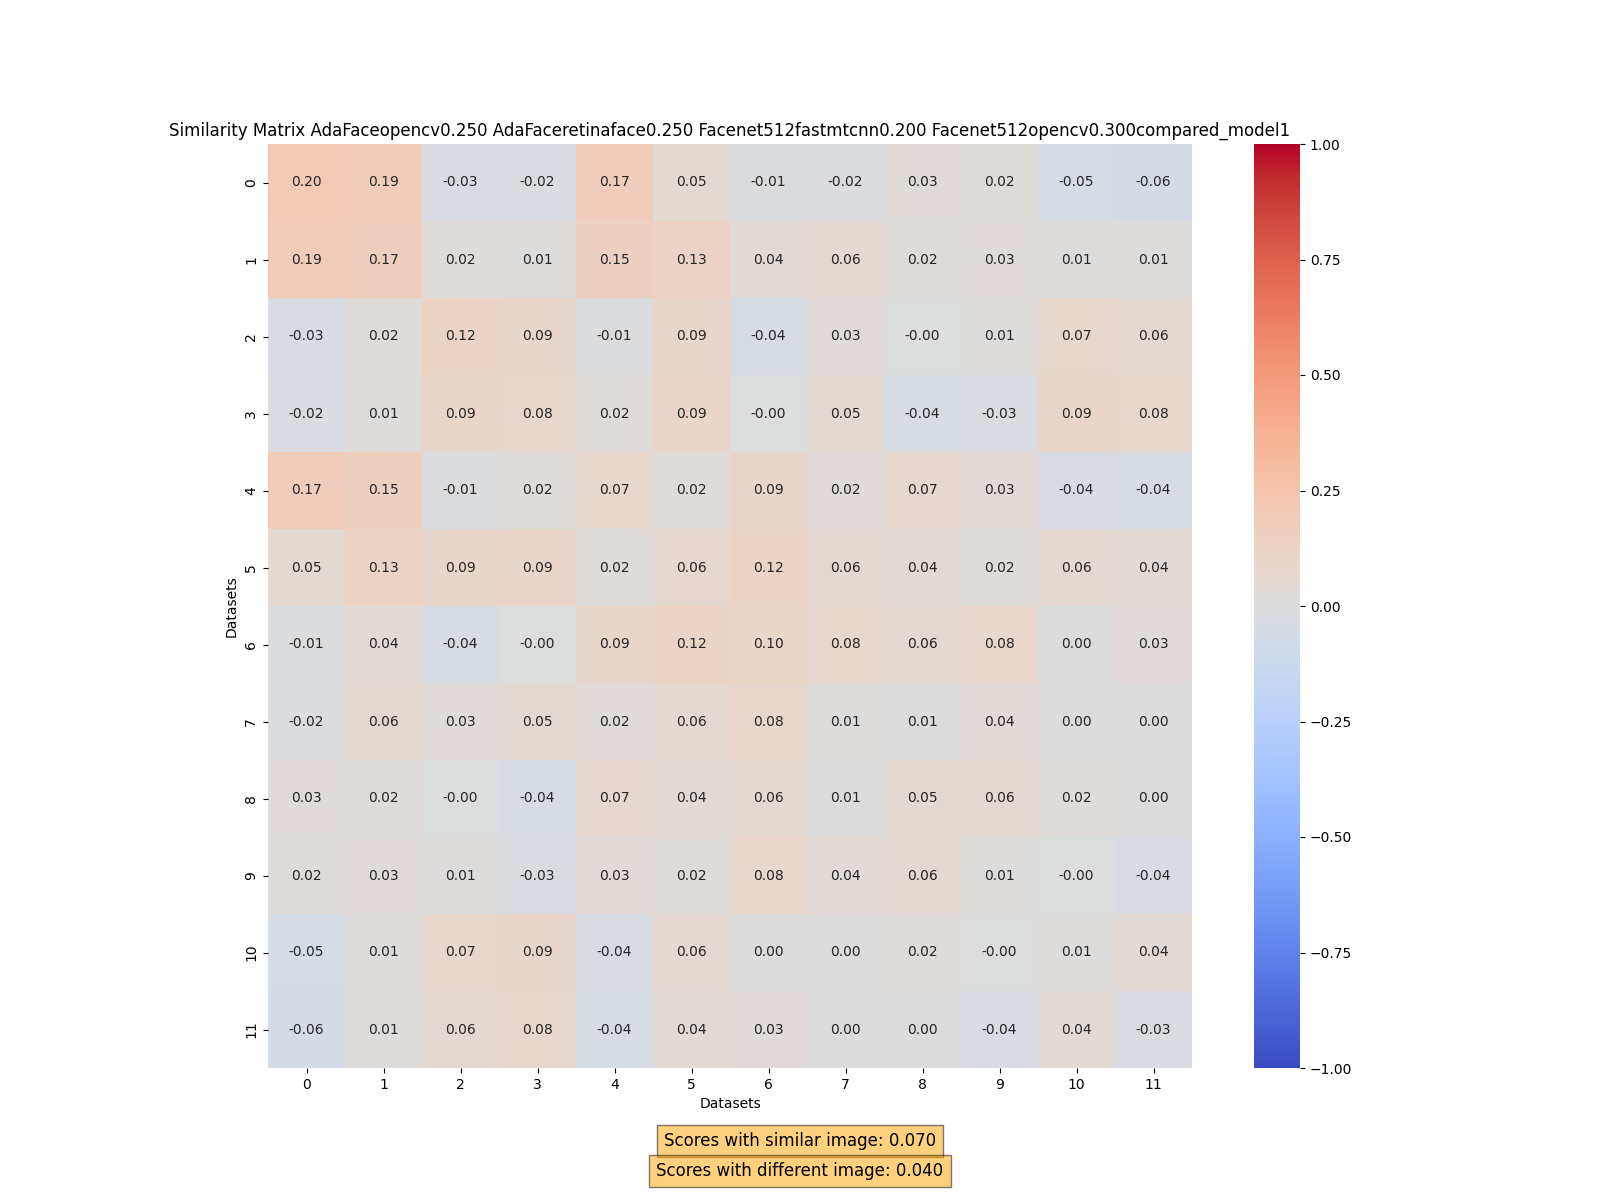 Similarity Matrix AdaFaceopencv0.250 AdaFaceretinaface0.250 Facenet512fastmtcnn0.200 Facenet512opencv0.300compared_model1
0 0.20 0.19 -0.03 -0.02 0.17 0.05 -0.01 -0.02 0.03 0.02 -0.05 -0.06
1 0.19 0.17 0.02 0.01 0.15 0.13 0.04 0.06 0.02 0.03 0.01 0.01
2 -0.03 0.02 0.12 0.09 -0.01 0.09 -0.04 0.03 -0.00 0.01 0.07 0.06
3 -0.02 0.01 0.09 0.08 0.02 0.09 -0.00 0.05 -0.04 -0.03 0.09 0.08
4 0.17 0.15 -0.01 0.02 0.07 0.02 0.09 0.02 0.07 0.03 -0.04 -0.04
5 0.05 0.13 0.09 0.09 0.02 0.06 0.12 0.06 0.04 0.02 0.06 0.04
Datasets
6 -0.01 0.04 -0.04 -0.00 0.09 0.12 0.10 0.08 0.06 0.08 0.00 0.03
7 -0.02 0.06 0.03 0.05 0.02 0.06 0.08 0.01 0.01 0.04 0.00 0.00
8 0.03 0.02 -0.00 -0.04 0.07 0.04 0.06 0.01 0.05 0.06 0.02 0.00
9 0.02 0.03 0.01 -0.03 0.03 0.02 0.08 0.04 0.06 0.01 -0.00 -0.04
10 -0.05 0.01 0.07 0.09 -0.04 0.06 0.00 0.00 0.02 -0.00 0.01 0.04
11 -0.06 0.01 0.06 0.08 -0.04 0.04 0.03 0.00 0.00 -0.04 0.04 -0.03
0 1 2 3 4 5 6 7 8 9 10 11
Datasets
1.00
0.75
0.50
0.25
0.00
−0.25
−0.50
−0.75
−1.00
Scores with similar image: 0.070
Scores with different image: 0.040